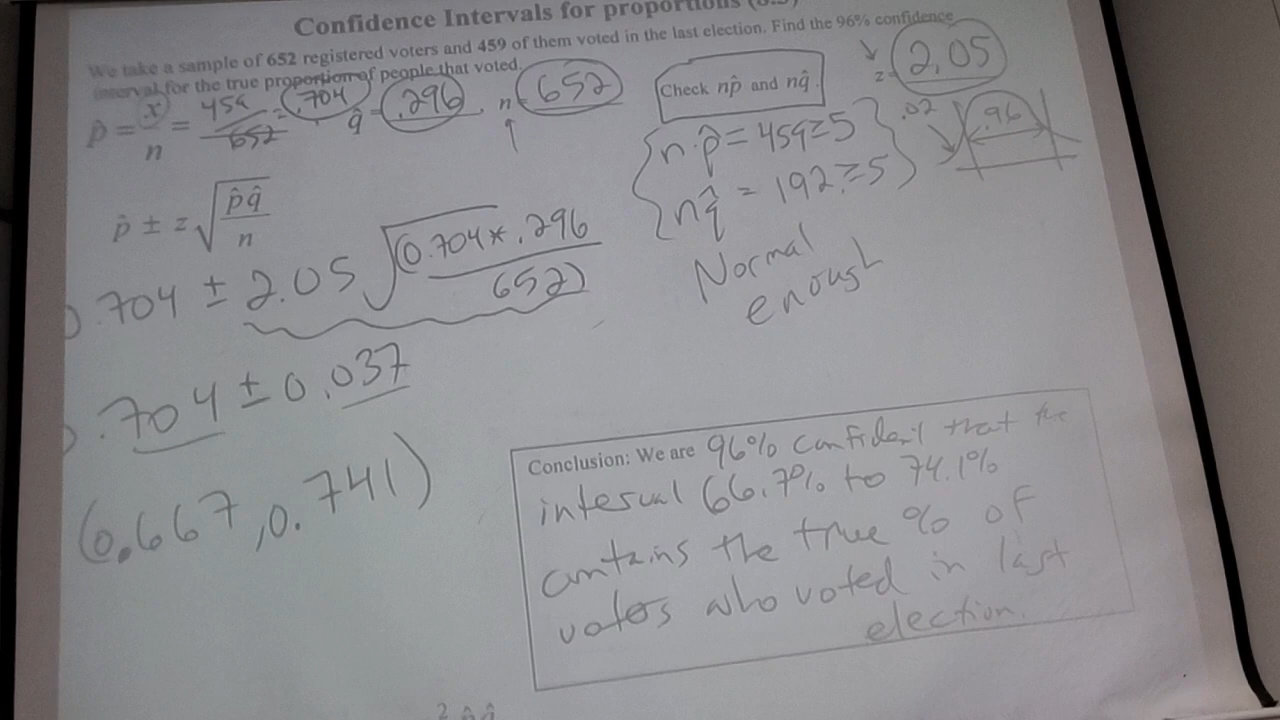 Confidence Intervals for proportions
We take a sample of 652 registered voters and 459 of them voted in the last election. Find the 96% confidence
interval for the true proportion of people that voted.
p̂ = x/n = 459/652 = .704, q̂ = .296, n = 652
Check np̂ and nq̂
z = 2.05
.02 .96
n·p̂ = 459 ≥ 5
nq̂ = 192 ≥ 5
Normal
enough
p̂ ± z√(p̂q̂/n)
0.704 ± 2.05 √(0.704*.296/652)
0.704 ± 0.037
(0.667, 0.741)
Conclusion: We are 96% confident that the
interval 66.7% to 74.1%
contains the true % of
voters who voted in last
election.